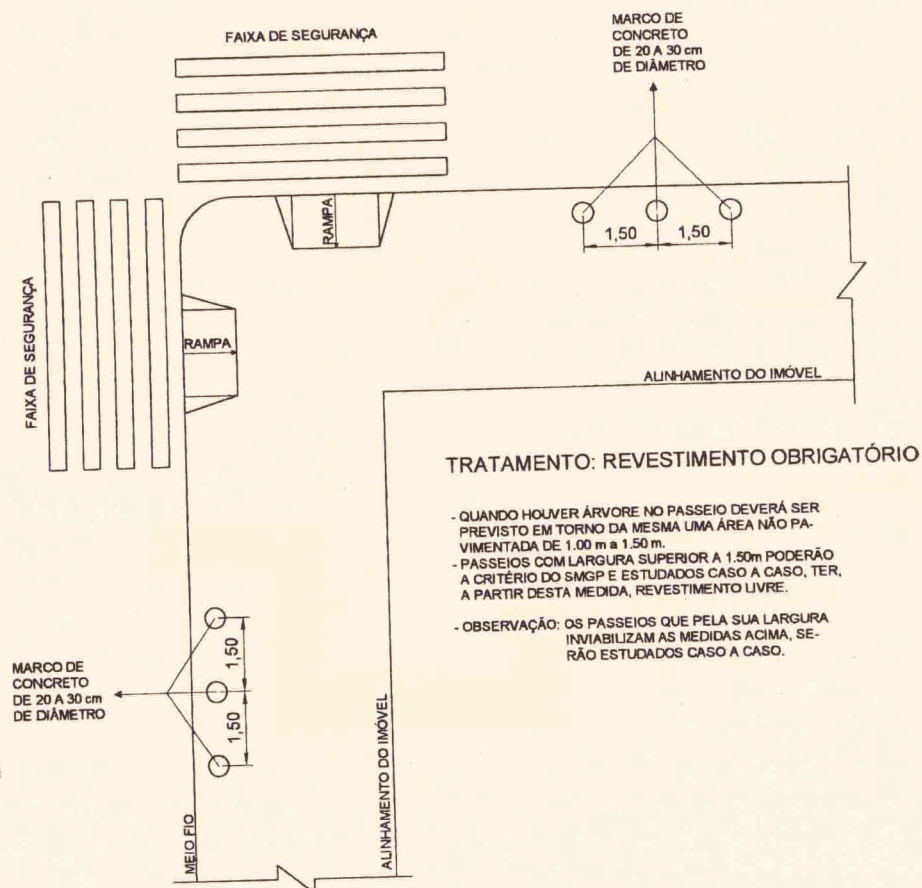 FAIXA DE SEGURANÇA
MARCO DE
CONCRETO
DE 20 A 30 cm
DE DIÂMETRO
RAMPA
1,50
1,50
FAIXA DE SEGURANÇA
RAMPA
ALINHAMENTO DO IMÓVEL
TRATAMENTO: REVESTIMENTO OBRIGATÓRIO
- QUANDO HOUVER ÁRVORE NO PASSEIO DEVERÁ SER
PREVISTO EM TORNO DA MESMA UMA ÁREA NÃO PA-
VIMENTADA DE 1.00 m a 1.50 m.
- PASSEIOS COM LARGURA SUPERIOR A 1.50m PODERÃO
A CRITÉRIO DO SMGP E ESTUDADOS CASO A CASO, TER,
A PARTIR DESTA MEDIDA, REVESTIMENTO LIVRE.
- OBSERVAÇÃO: OS PASSEIOS QUE PELA SUA LARGURA
INVIABILIZAM AS MEDIDAS ACIMA, SE-
RÃO ESTUDADOS CASO A CASO.
MARCO DE
CONCRETO
DE 20 A 30 cm
DE DIÂMETRO
1,50
1,50
MEIO FIO
ALINHAMENTO DO IMÓVEL